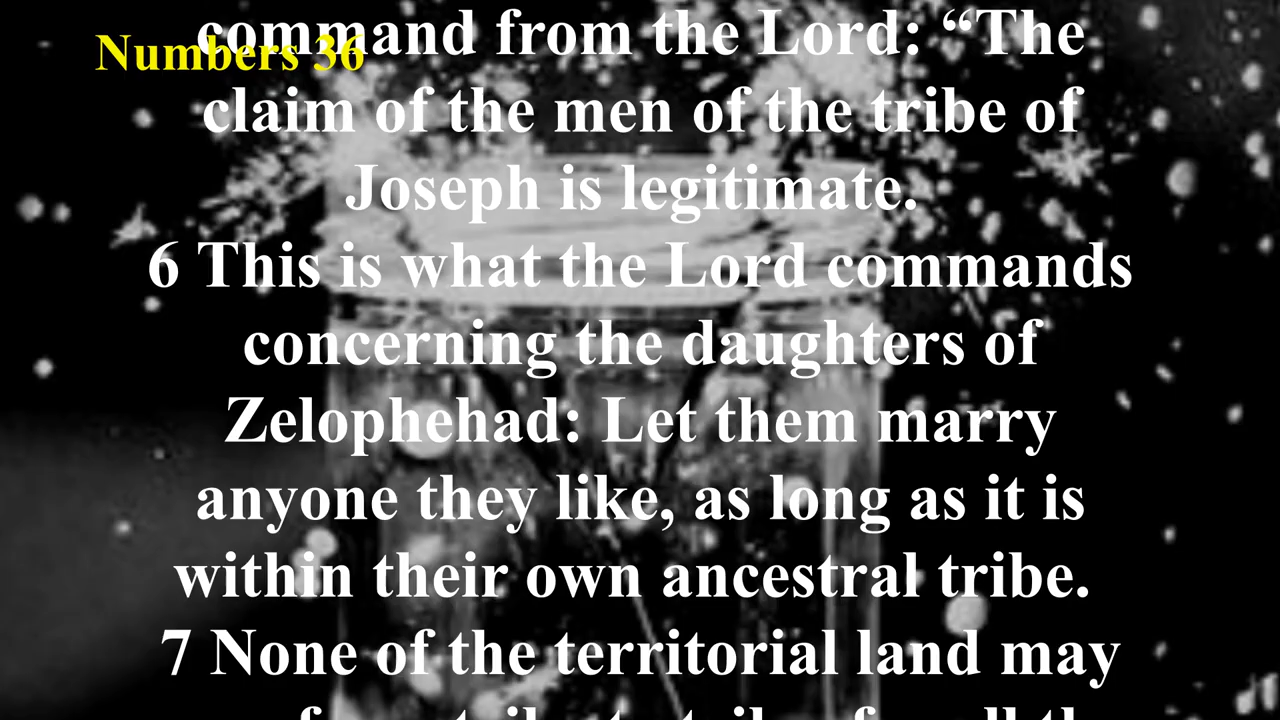 Numbers 36
command from the Lord: “The
claim of the men of the tribe of
Joseph is legitimate.
6 This is what the Lord commands
concerning the daughters of
Zelophehad: Let them marry
anyone they like, as long as it is
within their own ancestral tribe.
7 None of the territorial land may